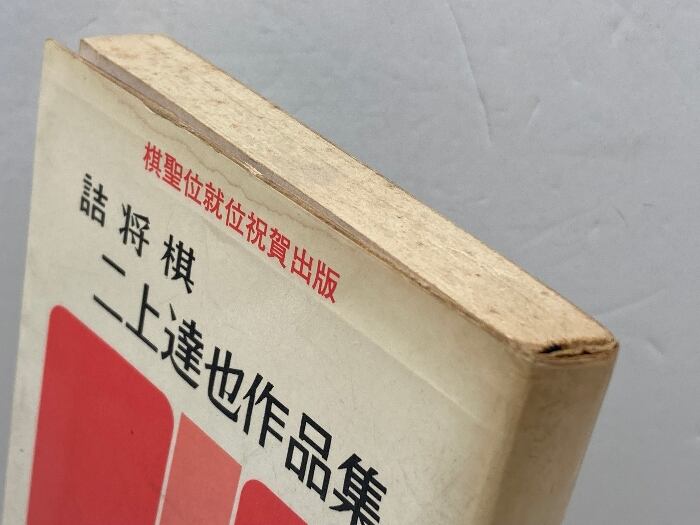 棋聖位就位祝賀出版
詰将棋
二上達也作品集